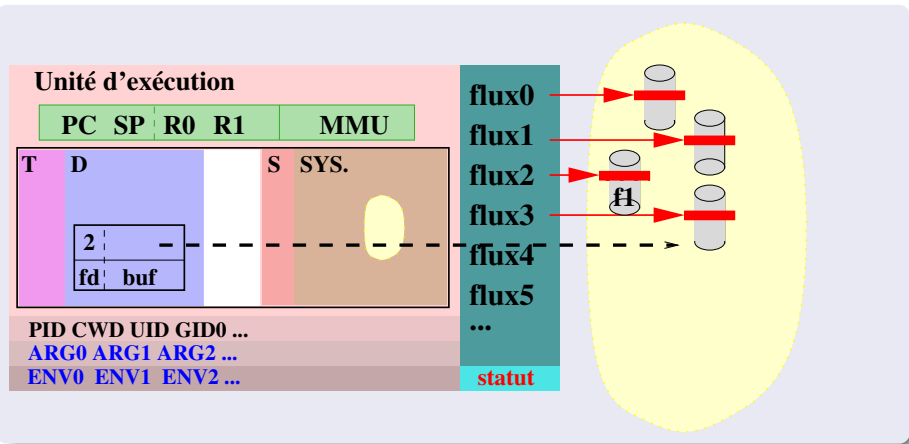 Unité d'exécution
PC SP R0 R1 MMU
T D S SYS.
2
fd buf
PID CWD UID GID0 ...
ARG0 ARG1 ARG2 ...
ENV0 ENV1 ENV2 ...
flux0
flux1
flux2
flux3
flux4
flux5
...
statut
f1